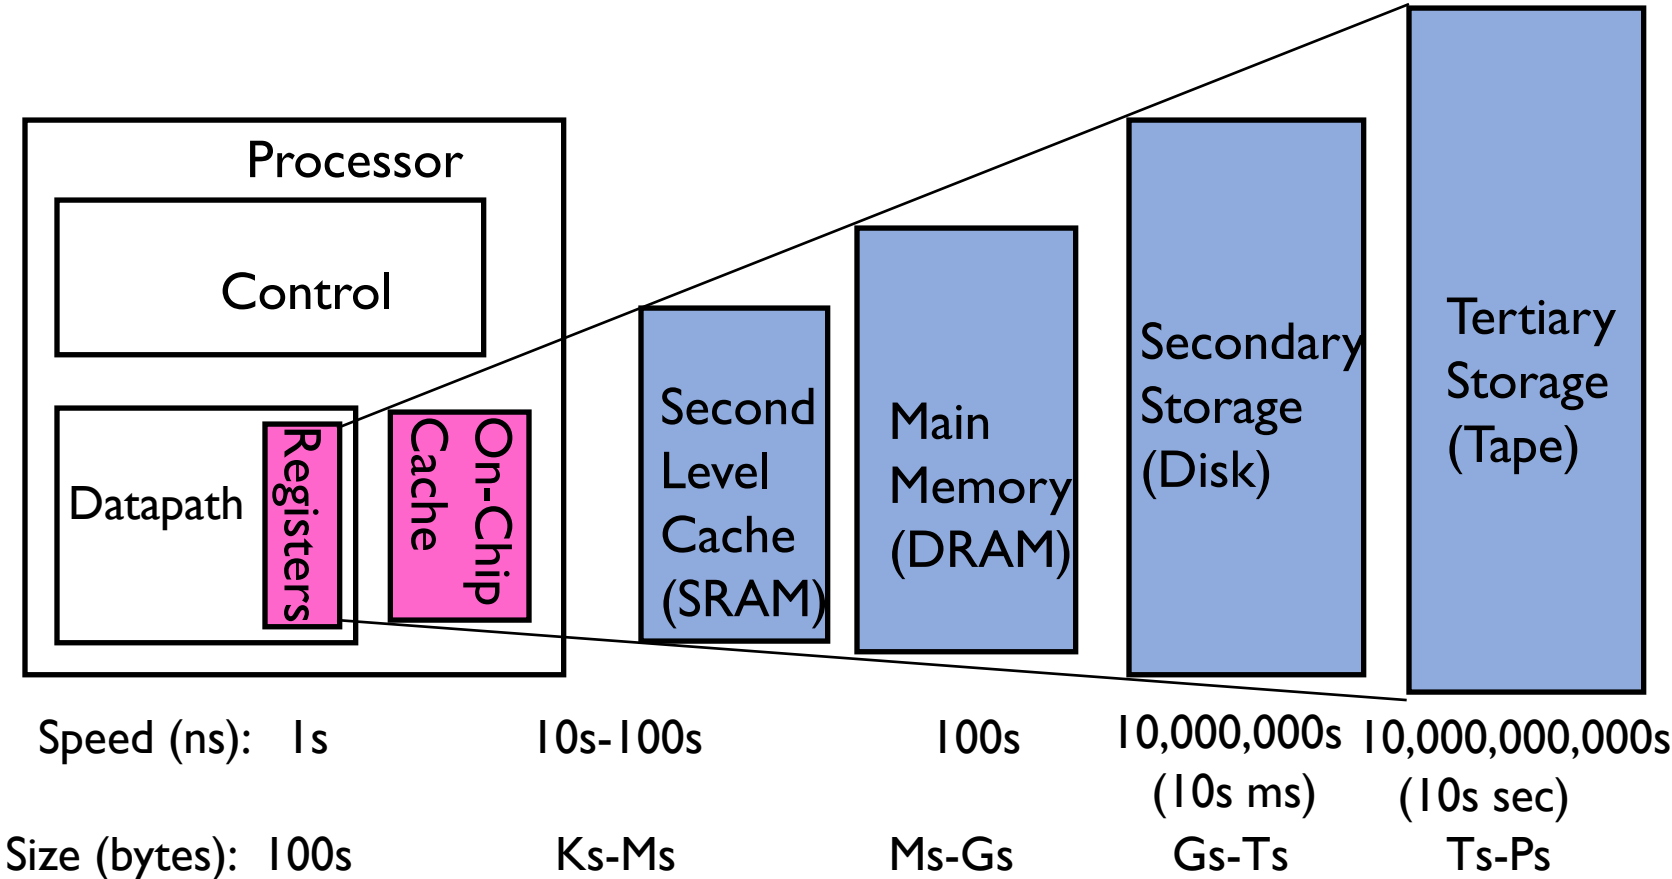 Processor
Control
Datapath
Registers
On-Chip
Cache
Second
Level
Cache
(SRAM)
Main
Memory
(DRAM)
Secondary
Storage
(Disk)
Tertiary
Storage
(Tape)
Speed (ns): 1s 10s-100s 100s 10,000,000s 10,000,000,000s
(10s ms) (10s sec)
Size (bytes): 100s Ks-Ms Ms-Gs Gs-Ts Ts-Ps